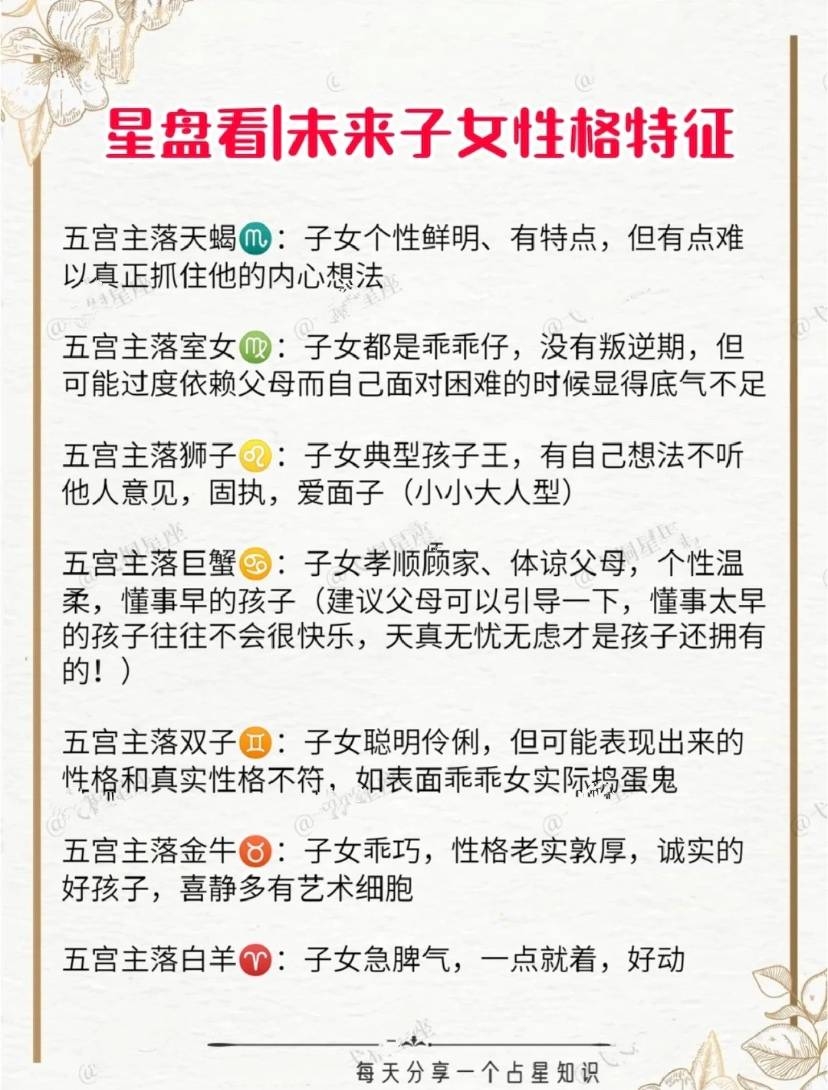 星盘看|未来子女性格特征
五宫主落天蝎♏：子女个性鲜明、有特点，但有点难
以真正抓住他的内心想法
五宫主落室女♍：子女都是乖乖仔，没有叛逆期，但
可能过度依赖父母而自己面对困难的时候显得底气不足
五宫主落狮子♌：子女典型孩子王，有自己想法不听
他人意见，固执，爱面子（小小大人型）
五宫主落巨蟹♋：子女孝顺顾家、体谅父母，个性温
柔，懂事早的孩子（建议父母可以引导一下，懂事太早
的孩子往往不会很快乐，天真无忧无虑才是孩子还拥有
的！）
五宫主落双子♊：子女聪明伶俐，但可能表现出来的
性格和真实性格不符，如表面乖乖女实际捣蛋鬼
五宫主落金牛♉：子女乖巧，性格老实敦厚，诚实的
好孩子，喜静多有艺术细胞
五宫主落白羊♈：子女急脾气，一点就着，好动
每天分享一个占星知识